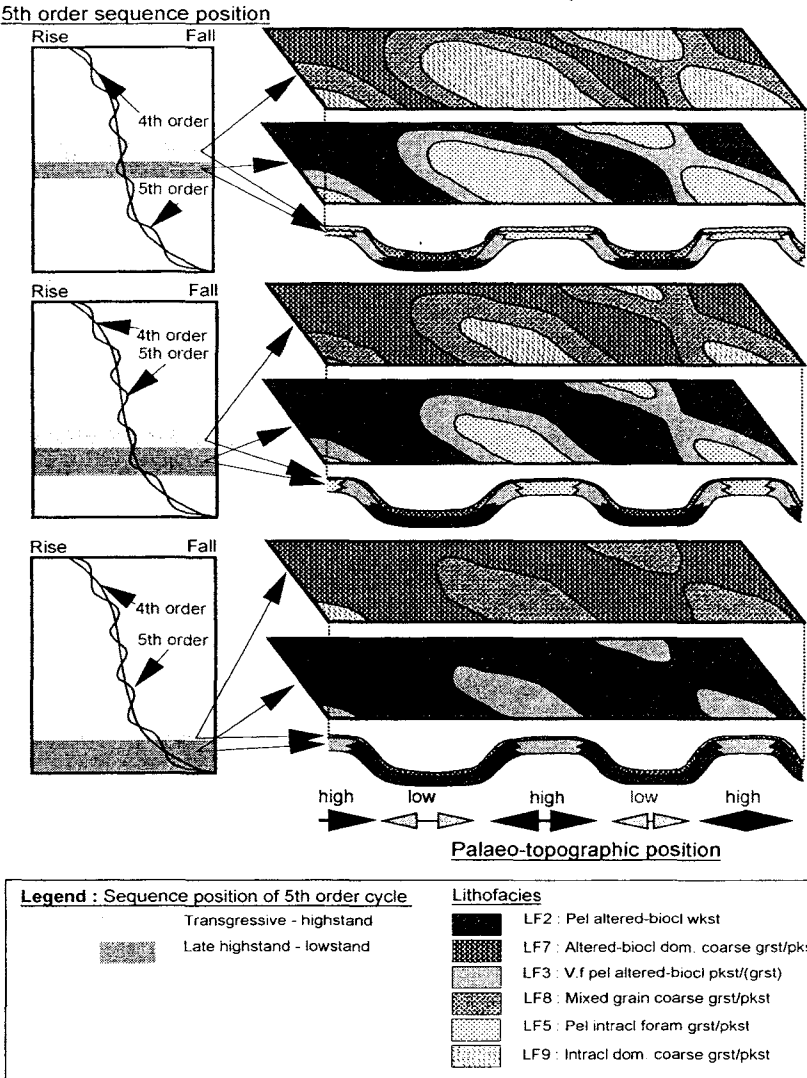 5th order sequence position
Rise Fall
4th order
5th order
Rise Fall
4th order
5th order
Rise Fall
4th order
5th order
high low high low high
Palaeo-topographic position
Legend : Sequence position of 5th order cycle
Transgressive - highstand
Late highstand - lowstand
Lithofacies
LF2 : Pel altered-biocl wkst
LF7 : Altered-biocl dom. coarse grst/pks
LF3 : V.f pel altered-biocl pkst/(grst)
LF8 : Mixed grain coarse grst/pkst
LF5 : Pel intracl foram grst/pkst
LF9 : Intracl dom. coarse grst/pkst